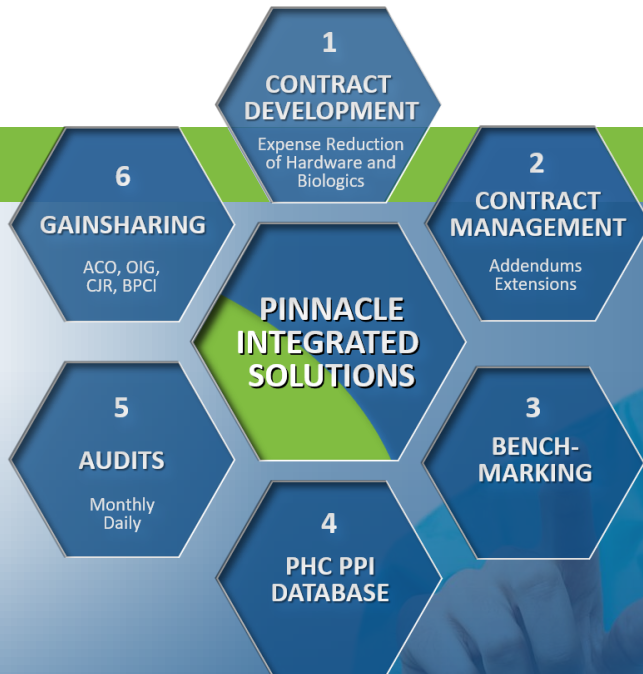 1
CONTRACT
DEVELOPMENT
Expense Reduction
of Hardware and
Biologics
2
CONTRACT
MANAGEMENT
Addendums
Extensions
3
BENCH-
MARKING
4
PHC PPI
DATABASE
5
AUDITS
Monthly
Daily
6
GAINSHARING
ACO, OIG,
CJR, BPCI
PINNACLE
INTEGRATED
SOLUTIONS